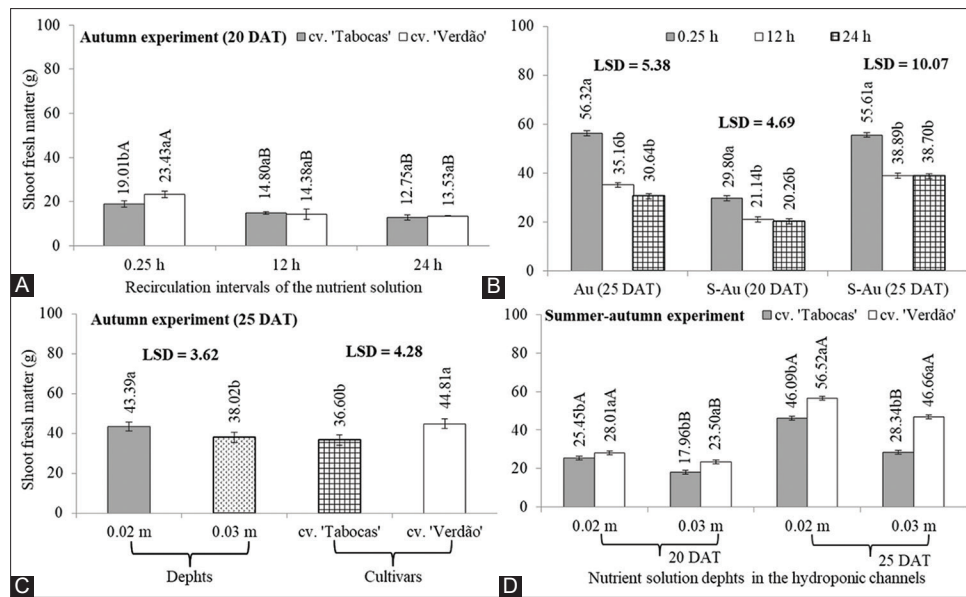 Autumn experiment (20 DAT)
cv. 'Tabocas'
cv. 'Verdão'
Shoot fresh matter (g)
100
80
60
40
20
0
19.01bA
23.43aA
14.80aB
14.38aB
12.75aB
13.53aB
0.25 h
12 h
24 h
Recirculation intervals of the nutrient solution
A
0.25 h
12 h
24 h
100
80
60
40
20
0
LSD = 5.38
LSD = 4.69
LSD = 10.07
56.32a
35.16b
30.64b
29.80a
21.14b
20.26b
55.61a
38.89b
38.70b
Au (25 DAT)
S-Au (20 DAT)
S-Au (25 DAT)
B
Autumn experiment (25 DAT)
Shoot fresh matter (g)
100
80
60
40
20
0
LSD = 3.62
LSD = 4.28
43.39a
38.02b
36.60b
44.81a
0.02 m
0.03 m
cv. 'Tabocas'
cv. 'Verdão'
Dephts
Cultivars
C
Summer-autumn experiment
cv. 'Tabocas'
cv. 'Verdão'
100
80
60
40
20
0
25.45bA
28.01aA
17.96bB
23.50aB
46.09bA
56.52aA
28.34bB
46.66aA
0.02 m
0.03 m
0.02 m
0.03 m
20 DAT
25 DAT
Nutrient solution dephts in the hydroponic channels
D